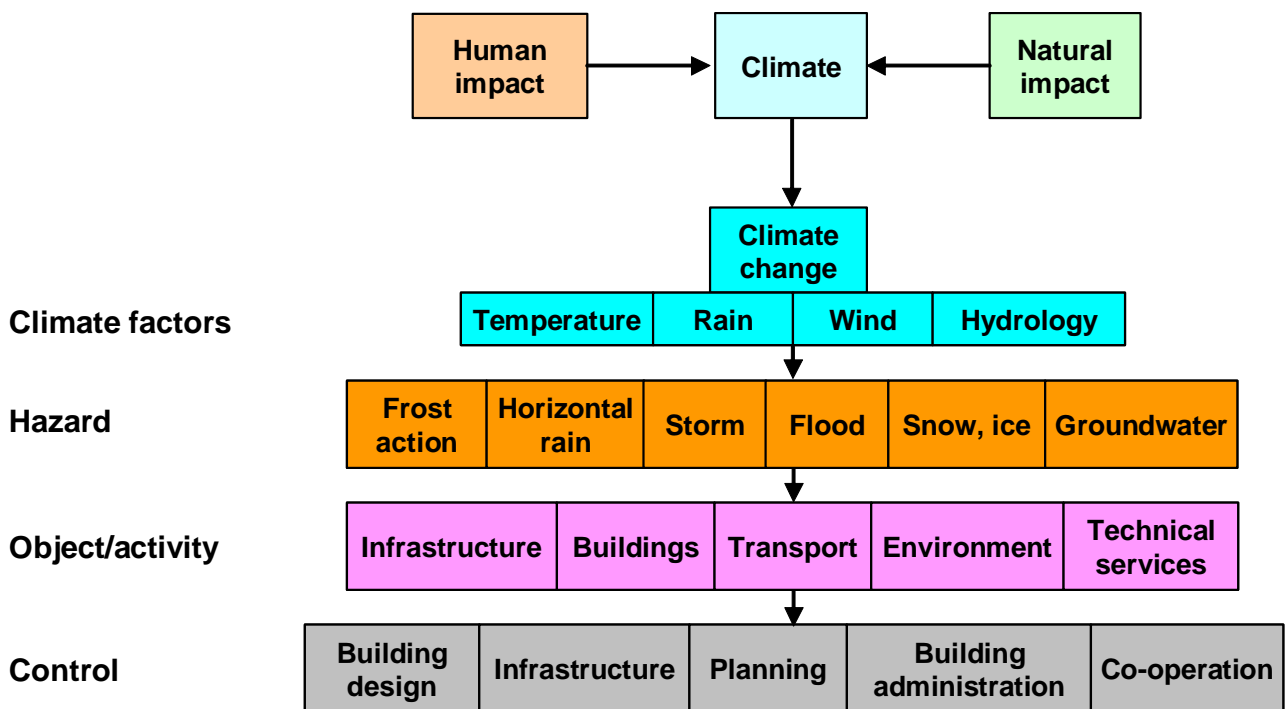 Human
impact
Climate
Natural
impact
Climate
change
Climate factors
Temperature
Rain
Wind
Hydrology
Hazard
Frost
action
Horizontal
rain
Storm
Flood
Snow, ice
Groundwater
Object/activity
Infrastructure
Buildings
Transport
Environment
Technical
services
Control
Building
design
Infrastructure
Planning
Building
administration
Co-operation